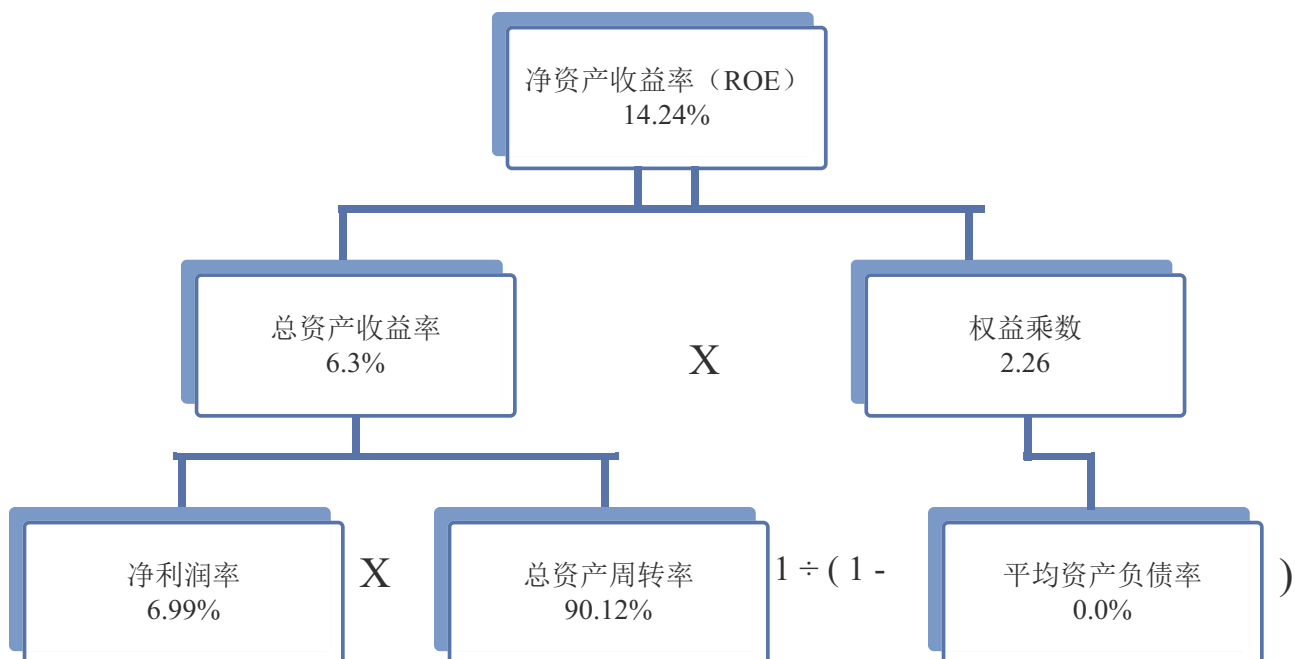 净资产收益率（ROE）
14.24%
总资产收益率
6.3%
X
权益乘数
2.26
净利润率
6.99%
X
总资产周转率
90.12%
1 ÷ ( 1 -
平均资产负债率
0.0%
)